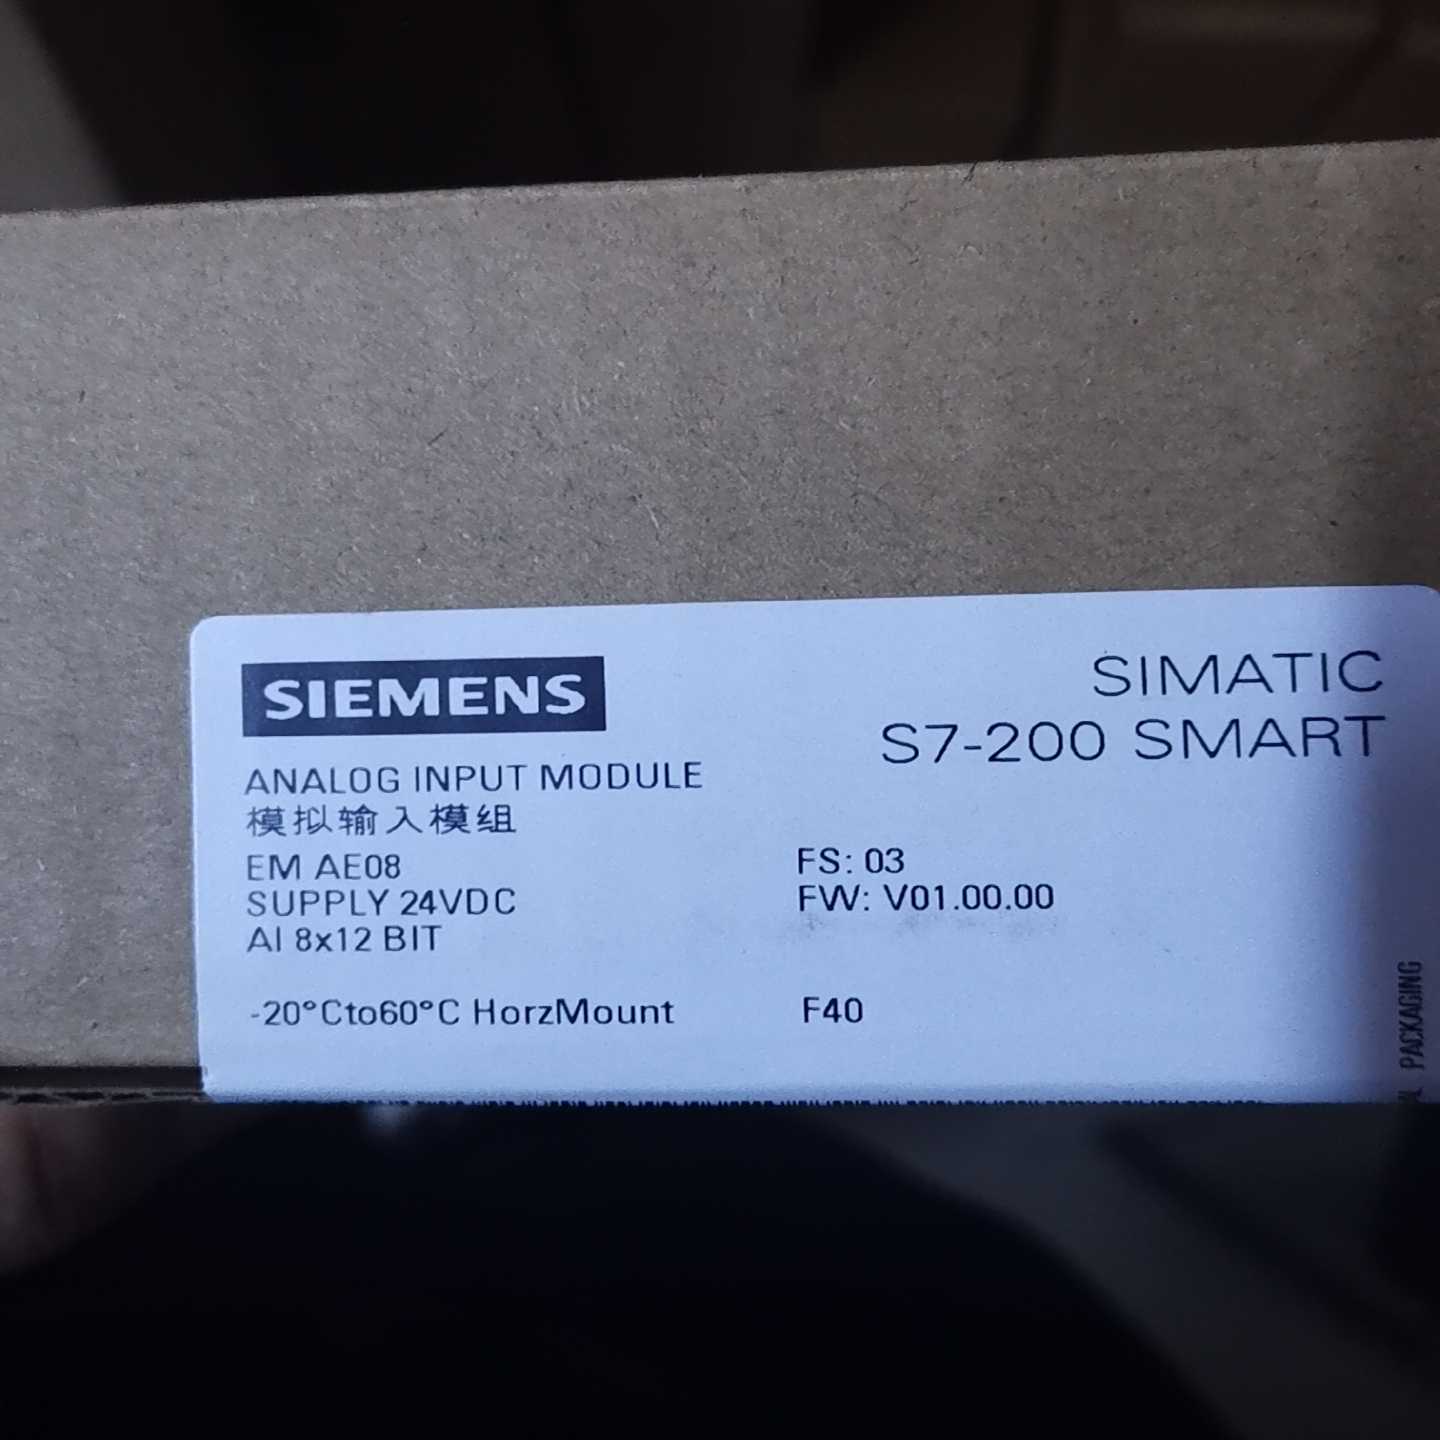 SIEMENS
SIMATIC
S7-200 SMART
ANALOG INPUT MODULE
模拟输入模组
EM AE08
FS: 03
SUPPLY 24VDC
FW: V01.00.00
AI 8x12 BIT
-20°Cto60°C HorzMount
F40
PACKAGING